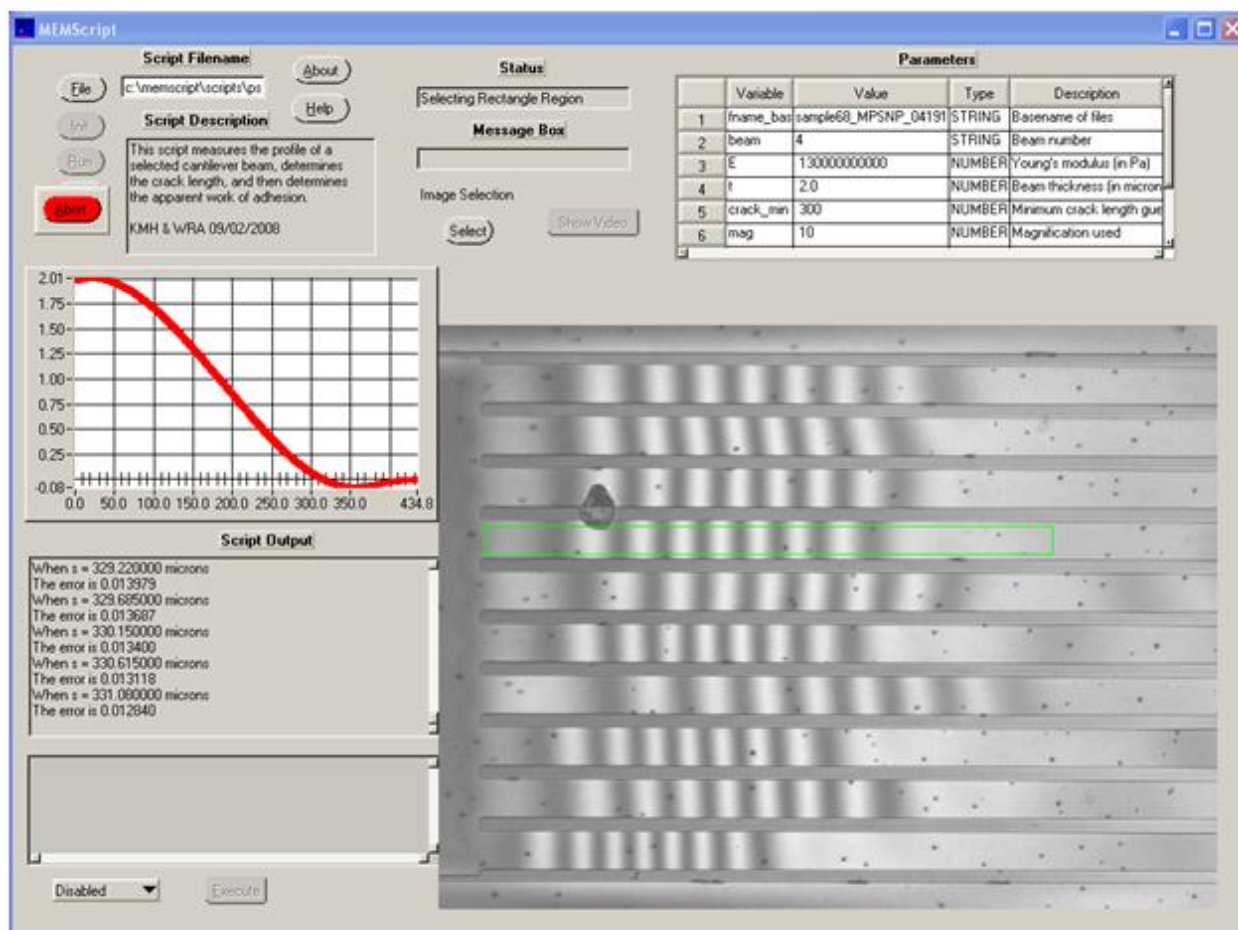 MEMScript
Script Filename
File
c:\memscript\scripts\ps
About
Init
Help
Script Description
Run
This script measures the profile of a
selected cantilever beam, determines
the crack length, and then determines
the apparent work of adhesion.
KMH & WRA 09/02/2008
Abort
Status
Selecting Rectangle Region
Message Box
Image Selection
Select
Show Video
Parameters
Variable Value Type Description
1 fname_bas sample68_MPSNP_04191 STRING Basename of files
2 beam 4 STRING Beam number
3 E 130000000000 NUMBER Young's modulus (in Pa)
4 t 2.0 NUMBER Beam thickness (in micron
5 crack_min 300 NUMBER Minimum crack length gue
6 mag 10 NUMBER Magnification used
2.01
1.75
1.50
1.25
1.00
0.75
0.50
0.25
-0.08
0.0 50.0 100.0 150.0 200.0 250.0 300.0 350.0 434.8
Script Output
When s = 329.220000 microns
The error is 0.013979
When s = 329.685000 microns
The error is 0.013687
When s = 330.150000 microns
The error is 0.013400
When s = 330.615000 microns
The error is 0.013118
When s = 331.080000 microns
The error is 0.012840
Disabled
Execute